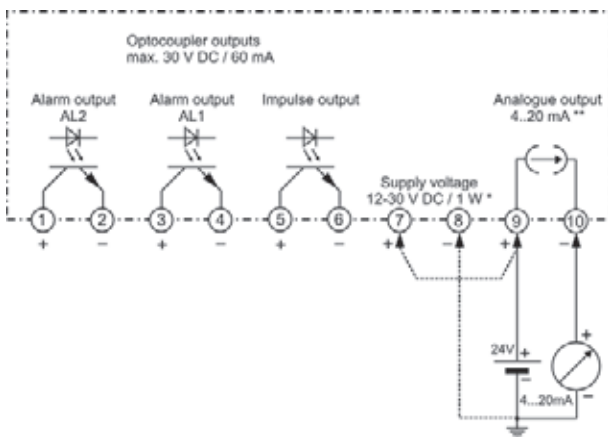 Optocoupler outputs
max. 30 V DC / 60 mA
Alarm output
AL2
Alarm output
AL1
Impulse output
Analogue output
4..20 mA **
Supply voltage
12-30 V DC / 1 W *
1 2 3 4 5 6 7 8 9 10
+ − + − + − + − + −
24V +
−
+
−
4...20mA